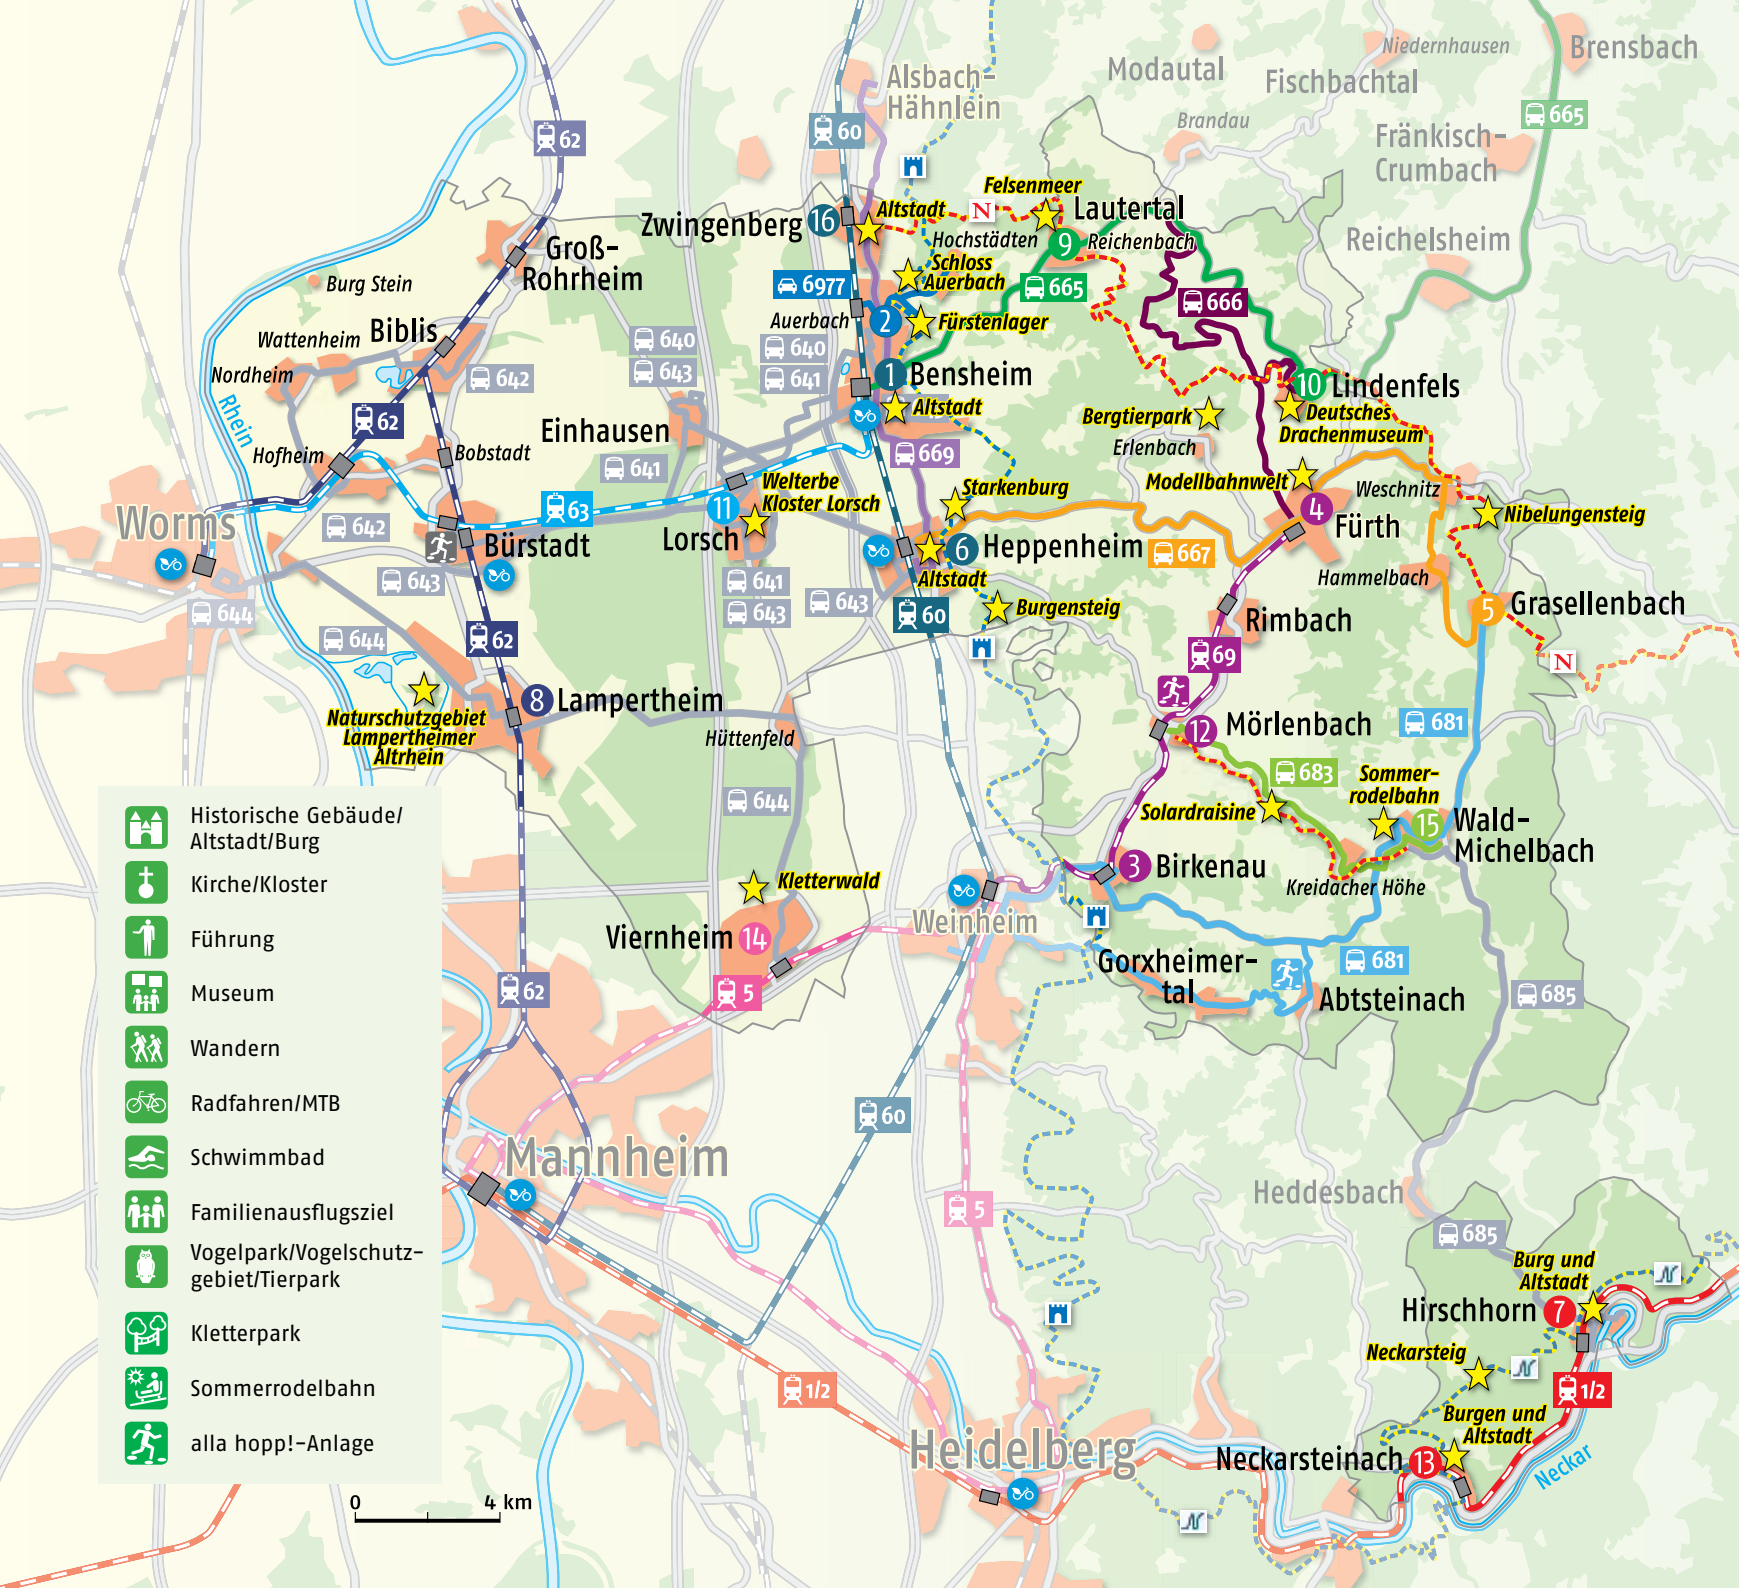 Niedernhausen
Brensbach
Alsbach-
Hähnlein
Modautal
Fischbachtal
665
Brandau
60
62
Fränkisch-
Crumbach
Felsenmeer
Altstadt
N
Lautertal
Zwingenberg
16
Hochstädten
9
Reichenbach
Reichelsheim
Groß-
Rohrheim
Burg Stein
Schloss
Auerbach
6977
665
666
Auerbach
2
Fürstenlager
Wattenheim
Biblis
640
640
643
641
642
Nordheim
1
Bensheim
10
Lindenfels
Rhein
62
Altstadt
Bergtierpark
Deutsches
Drachenmuseum
Einhausen
Erlenbach
Hofheim
Bobstadt
641
669
Welterbe
Kloster Lorsch
Starkenburg
Modellbahnwelt
Weschnitz
63
11
4
Fürth
Nibelungensteig
Worms
642
Bürstadt
Lorsch
6
Heppenheim
667
643
641
Altstadt
Hammelbach
644
643
643
60
Burgensteig
5
Grasellenbach
Rimbach
644
62
69
N
8
Lampertheim
Naturschutzgebiet
Lampertheimer
Altrhein
Hüttenfeld
12
Mörlenbach
681
683
Sommer-
rodelbahn
644
Solardraisine
15
Wald-
Michelbach
Historische Gebäude/
Altstadt/Burg
3
Birkenau
Kreidacher Höhe
Kirche/Kloster
Kletterwald
Weinheim
Führung
Viernheim
14
Gorxheimer-
tal
681
Museum
62
5
Abtsteinach
685
Wandern
Radfahren/MTB
60
Schwimmbad
Mannheim
Familienausflugsziel
5
Heddesbach
Vogelpark/Vogelschutz-
gebiet/Tierpark
685
Burg und
Altstadt
N
Hirschhorn
7
Kletterpark
Neckarsteig
N
Sommerrodelbahn
1/2
1/2
Burgen und
Altstadt
alla hopp!-Anlage
Heidelberg
Neckarsteinach
13
Neckar
0
4 km
N